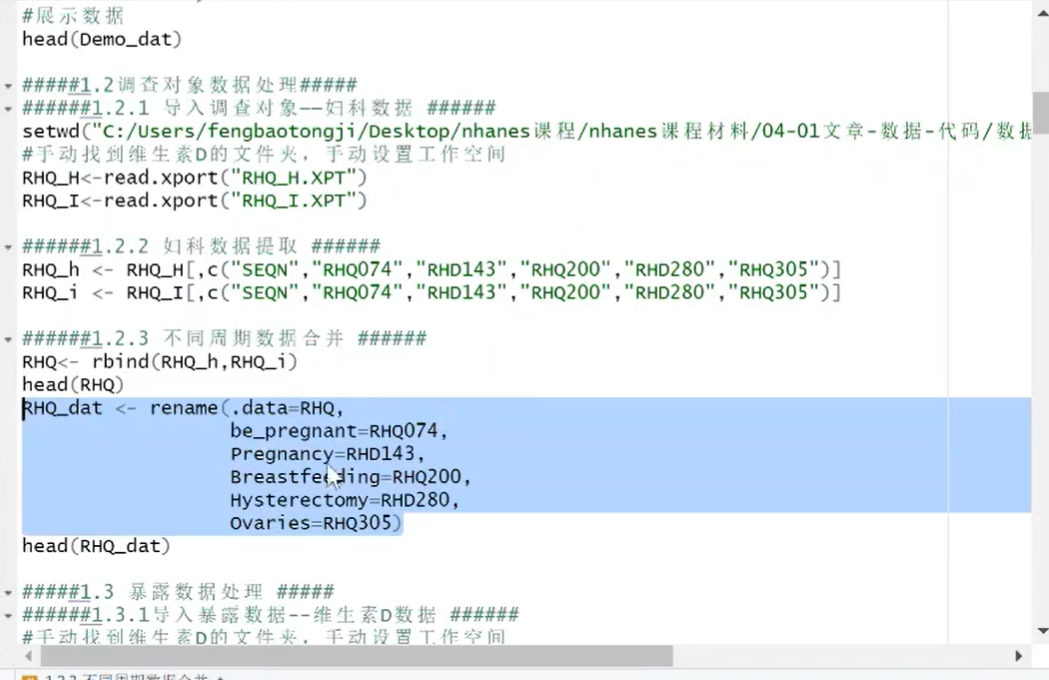 #展示数据
head(Demo_dat)
#####1.2调查对象数据处理#####
######1.2.1 导入调查对象--妇科数据 ######
setwd("C:/Users/fengbaotongji/Desktop/nhanes课程/nhanes课程材料/04-01文章-数据-代码/数据
#手动找到维生素D的文件夹，手动设置工作空间
RHQ_H<-read.xport("RHQ_H.XPT")
RHQ_I<-read.xport("RHQ_I.XPT")
######1.2.2 妇科数据提取 ######
RHQ_h <- RHQ_H[,c("SEQN","RHQ074","RHD143","RHQ200","RHD280","RHQ305")]
RHQ_i <- RHQ_I[,c("SEQN","RHQ074","RHD143","RHQ200","RHD280","RHQ305")]
######1.2.3 不同周期数据合并 ######
RHQ<- rbind(RHQ_h,RHQ_i)
head(RHQ)
RHQ_dat <- rename(.data=RHQ,
be_pregnant=RHQ074,
Pregnancy=RHD143,
Breastfeeding=RHQ200,
Hysterectomy=RHD280,
Ovaries=RHQ305)
head(RHQ_dat)
#####1.3 暴露数据处理 #####
######1.3.1导入暴露数据--维生素D数据 ######
#手动找到维生素D的文件夹，手动设置工作空间
1.2.3 不同周期数据合并